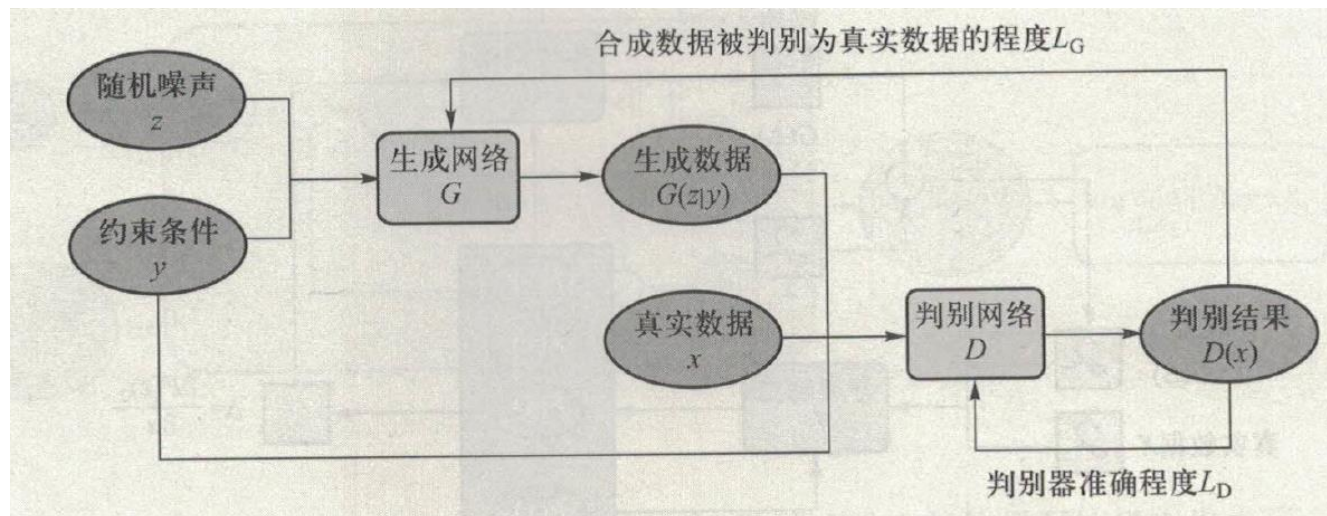 合成数据被判别为真实数据的程度L_G
随机噪声
z
生成网络
G
生成数据
G(z|y)
约束条件
y
真实数据
x
判别网络
D
判别结果
D(x)
判别器准确程度L_D